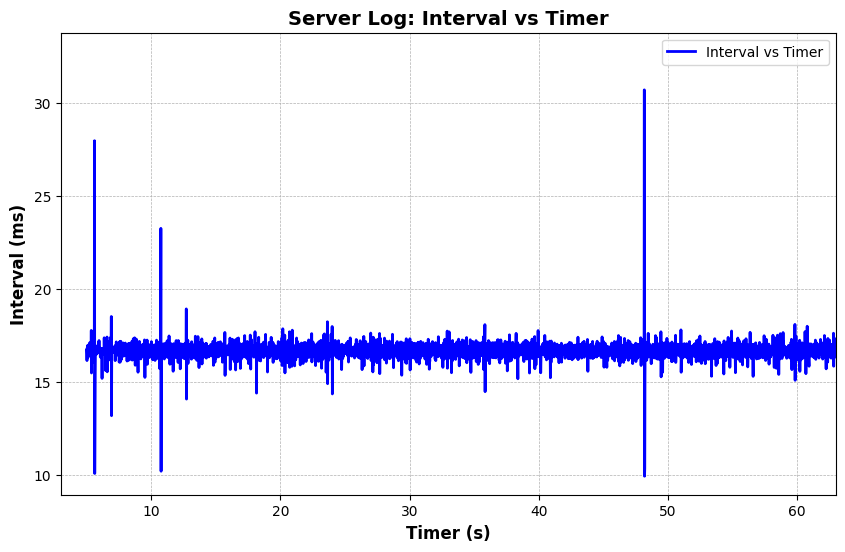 Server Log: Interval vs Timer
Interval vs Timer
30
25
20
15
10
Interval (ms)
10 20 30 40 50 60
Timer (s)